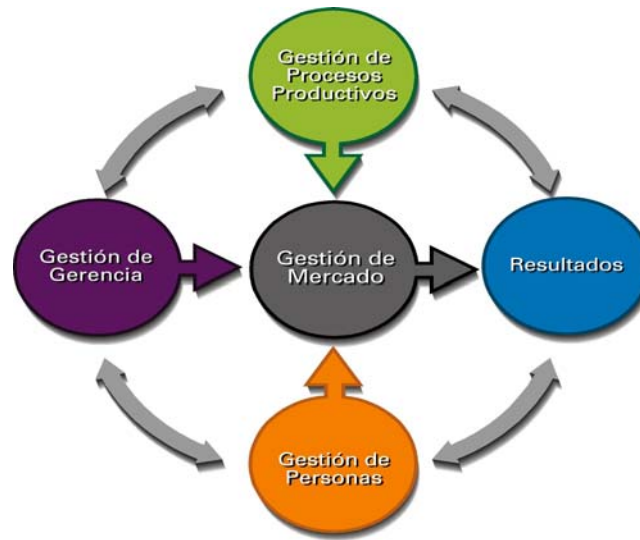 Gestión de
Procesos
Productivos
Gestión de
Gerencia
Gestión de
Mercado
Resultados
Gestión de
Personas